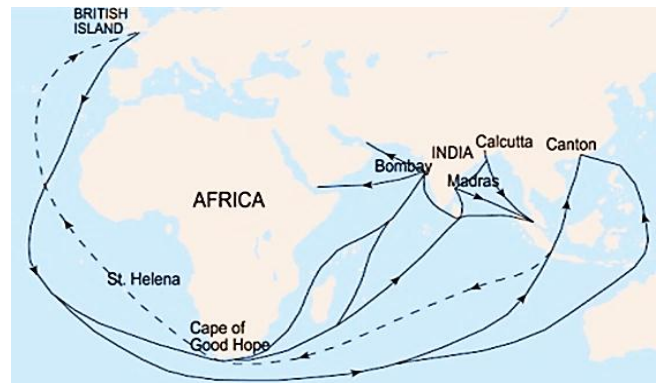 BRITISH
ISLAND
Calcutta
INDIA
Canton
Bombay
Madras
AFRICA
St. Helena
Cape of
Good Hope